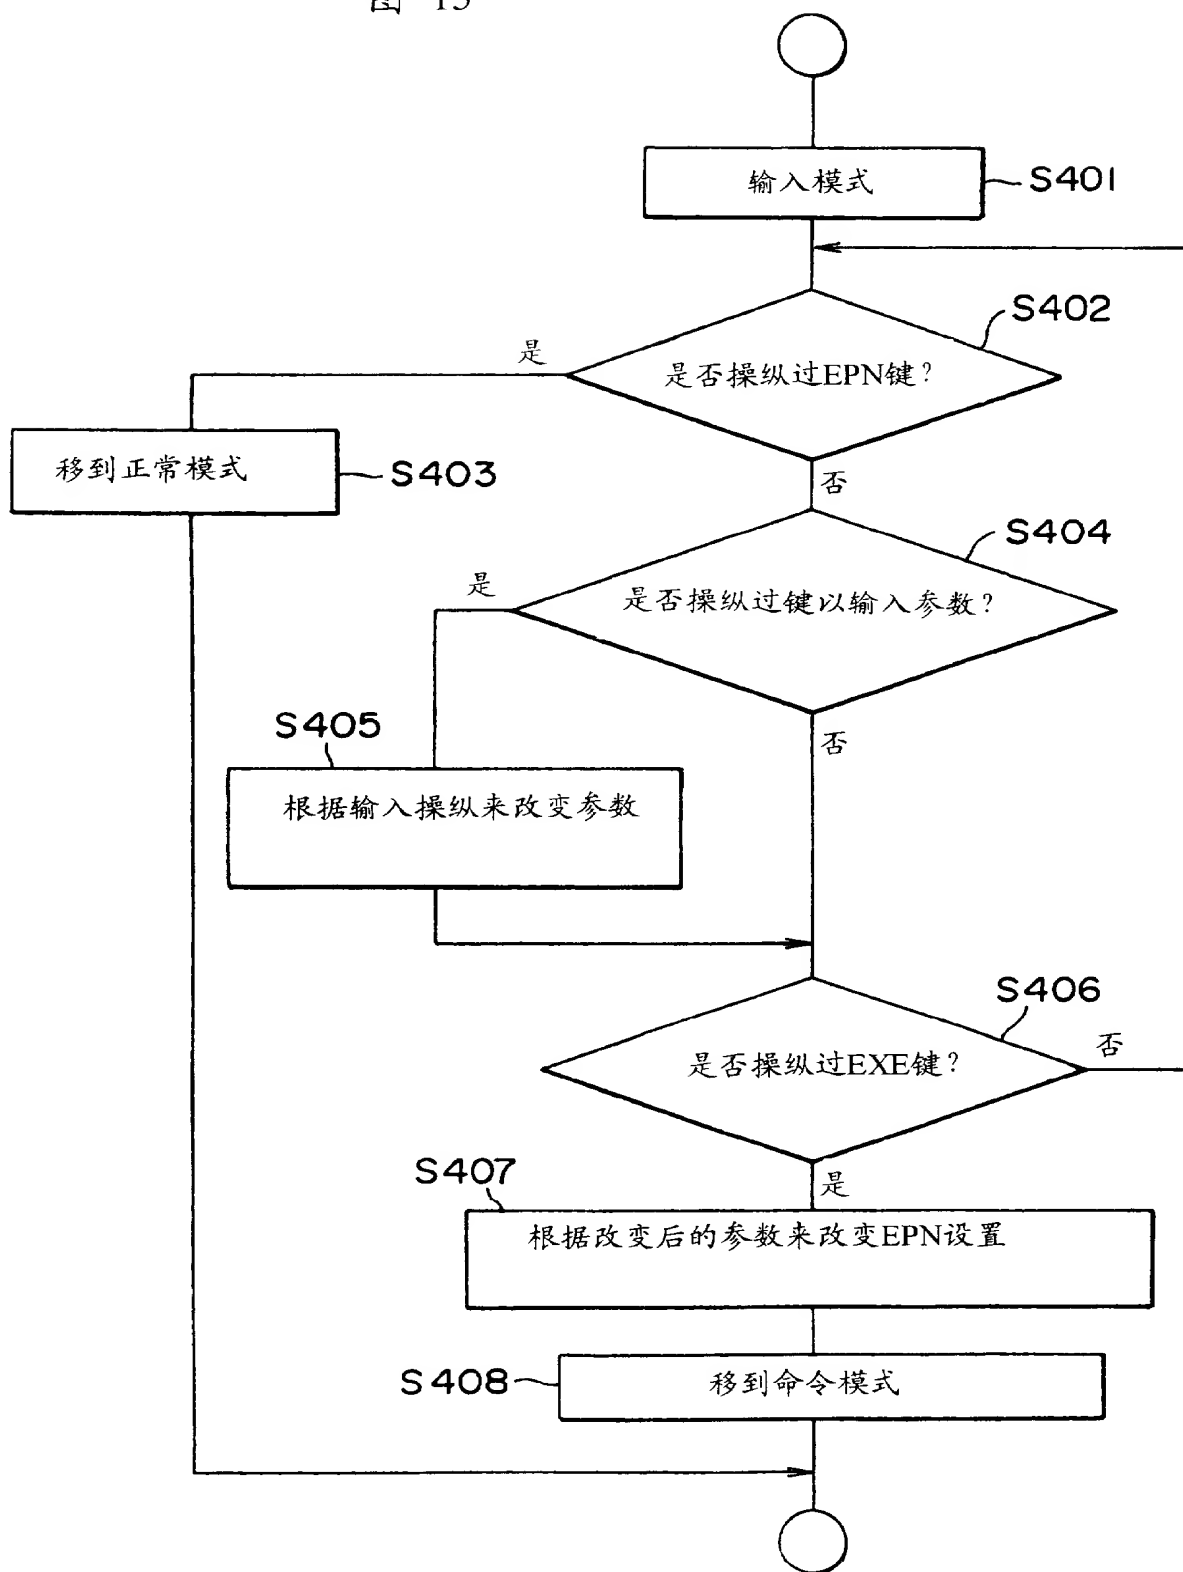 图 13
输入模式
S401
S402
是
是否操纵过EPN键？
移到正常模式
S403
否
S404
是
是否操纵过键以输入参数？
S405
否
根据输入操纵来改变参数
S406
否
是否操纵过EXE键？
S407
是
根据改变后的参数来改变EPN设置
S408
移到命令模式